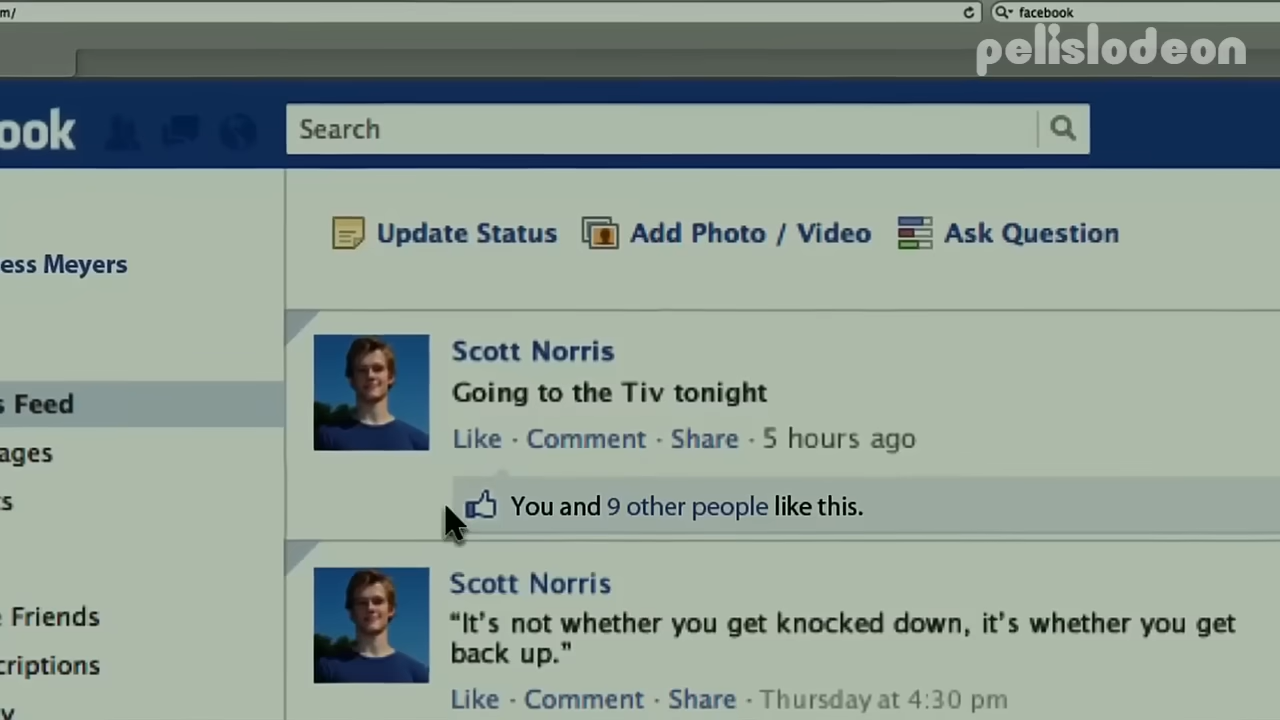 m/
facebook
pelislodeon
ook
Search
Update Status
Add Photo / Video
Ask Question
ess Meyers
Scott Norris
Going to the Tiv tonight
s Feed
Like · Comment · Share · 5 hours ago
ages
s
You and 9 other people like this.
Scott Norris
“It's not whether you get knocked down, it's whether you get
back up.”
e Friends
criptions
Like · Comment · Share · Thursday at 4:30 pm
y